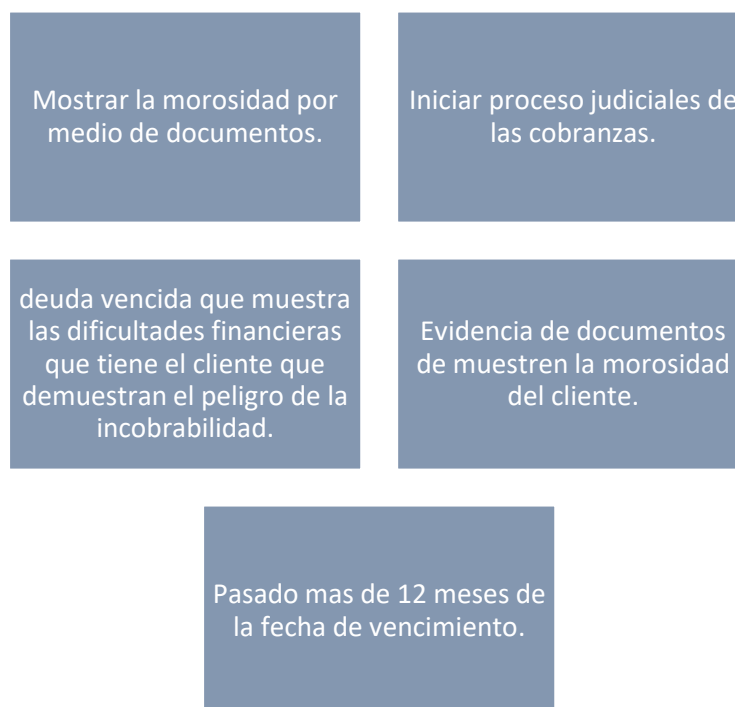 Mostrar la morosidad por
medio de documentos.
Iniciar proceso judiciales de
las cobranzas.
deuda vencida que muestra
las dificultades financieras
que tiene el cliente que
demuestran el peligro de la
incobrabilidad.
Evidencia de documentos
de muestren la morosidad
del cliente.
Pasado mas de 12 meses de
la fecha de vencimiento.